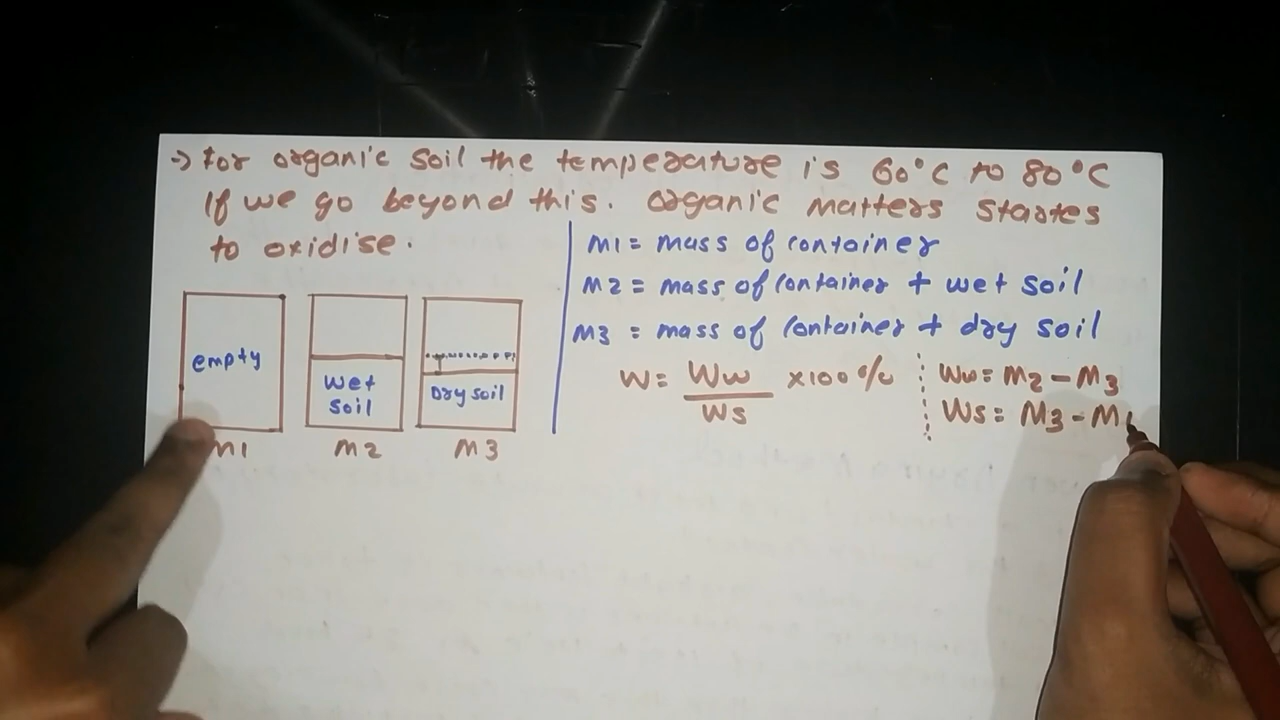 → For organic soil the temperature is 60°C to 80°C
If we go beyond this. organic matters startes
to oxidise.
M1 = mass of container
M2 = mass of container + wet soil
M3 = mass of container + dry soil
empty
wet soil
Dry soil
M1
M2
M3
W = Ww / Ws ×100 %
Ww = M2 - M3
Ws = M3 - M1